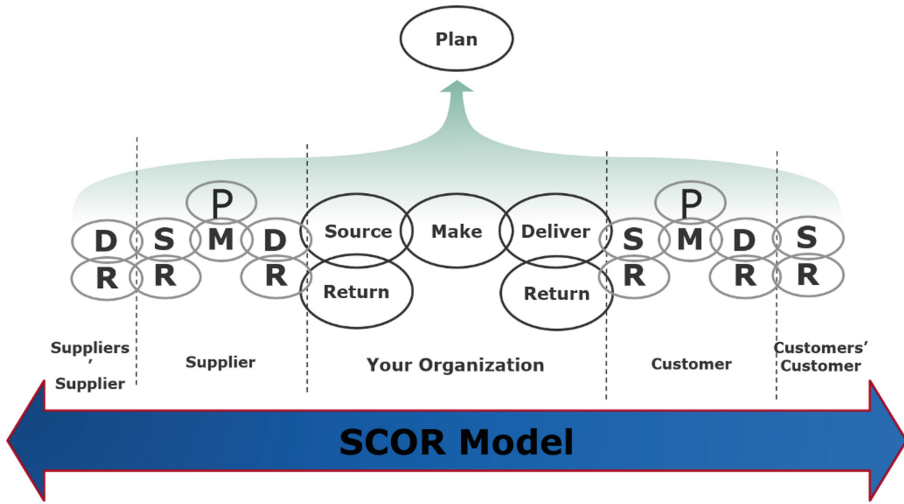 Plan
P
P
D
S
M
D
Source
Make
Deliver
S
M
D
S
R
R
R
Return
Return
R
R
R
Suppliers
'
Supplier
Supplier
Your Organization
Customer
Customers’
Customer
SCOR Model